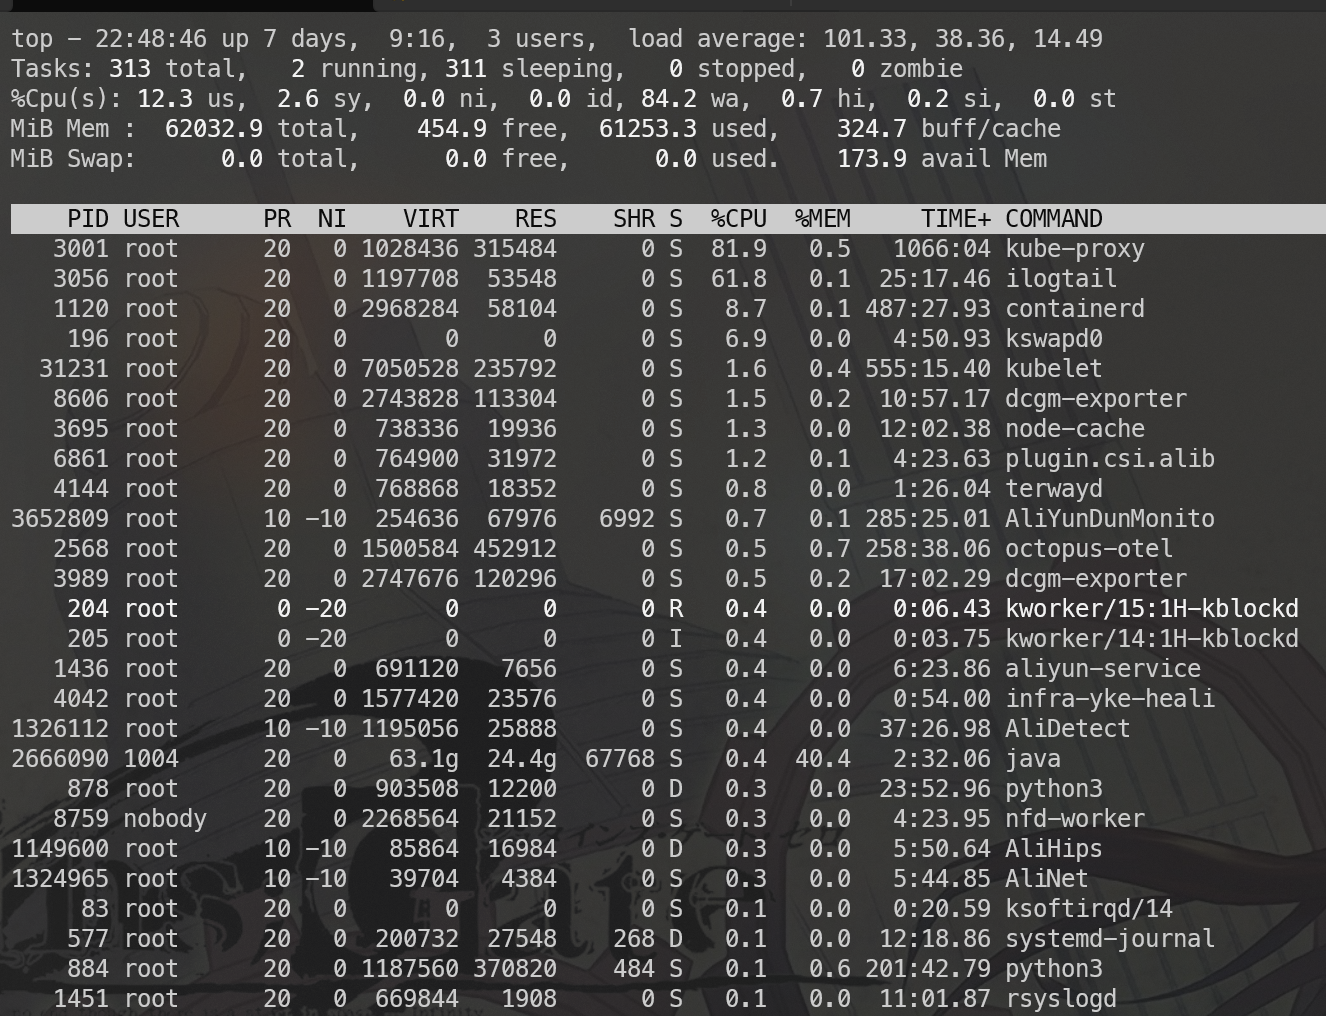 top - 22:48:46 up 7 days,  9:16,  3 users,  load average: 101.33, 38.36, 14.49
Tasks: 313 total,   2 running, 311 sleeping,   0 stopped,   0 zombie
%Cpu(s): 12.3 us,  2.6 sy,  0.0 ni,  0.0 id, 84.2 wa,  0.7 hi,  0.2 si,  0.0 st
MiB Mem :  62032.9 total,    454.9 free,  61253.3 used,    324.7 buff/cache
MiB Swap:      0.0 total,      0.0 free,      0.0 used.    173.9 avail Mem
PID USER      PR  NI    VIRT    RES    SHR S  %CPU  %MEM     TIME+ COMMAND
3001 root      20   0 1028436 315484      0 S  81.9   0.5   1066:04 kube-proxy
3056 root      20   0 1197708  53548      0 S  61.8   0.1  25:17.46 ilogtail
1120 root      20   0 2968284  58104      0 S   8.7   0.1 487:27.93 containerd
196 root      20   0       0      0      0 S   6.9   0.0   4:50.93 kswapd0
31231 root      20   0 7050528 235792      0 S   1.6   0.4 555:15.40 kubelet
8606 root      20   0 2743828 113304      0 S   1.5   0.2  10:57.17 dcgm-exporter
3695 root      20   0  738336  19936      0 S   1.3   0.0  12:02.38 node-cache
6861 root      20   0  764900  31972      0 S   1.2   0.1   4:23.63 plugin.csi.alib
4144 root      20   0  768868  18352      0 S   0.8   0.0   1:26.04 terwayd
3652809 root      10 -10  254636  67976   6992 S   0.7   0.1 285:25.01 AliYunDunMonito
2568 root      20   0 1500584 452912      0 S   0.5   0.7 258:38.06 octopus-otel
3989 root      20   0 2747676 120296      0 S   0.5   0.2  17:02.29 dcgm-exporter
204 root       0 -20       0      0      0 R   0.4   0.0   0:06.43 kworker/15:1H-kblockd
205 root       0 -20       0      0      0 I   0.4   0.0   0:03.75 kworker/14:1H-kblockd
1436 root      20   0  691120   7656      0 S   0.4   0.0   6:23.86 aliyun-service
4042 root      20   0 1577420  23576      0 S   0.4   0.0   0:54.00 infra-yke-heali
1326112 root      10 -10 1195056  25888      0 S   0.4   0.0  37:26.98 AliDetect
2666090 1004      20   0   63.1g  24.4g  67768 S   0.4  40.4   2:32.06 java
878 root      20   0  903508  12200      0 D   0.3   0.0  23:52.96 python3
8759 nobody    20   0 2268564  21152      0 S   0.3   0.0   4:23.95 nfd-worker
1149600 root      10 -10   85864  16984      0 D   0.3   0.0   5:50.64 AliHips
1324965 root      10 -10   39704   4384      0 S   0.3   0.0   5:44.85 AliNet
83 root      20   0       0      0      0 S   0.1   0.0   0:20.59 ksoftirqd/14
577 root      20   0  200732  27548    268 D   0.1   0.0  12:18.86 systemd-journal
884 root      20   0 1187560 370820    484 S   0.1   0.6 201:42.79 python3
1451 root      20   0  669844   1908      0 S   0.1   0.0  11:01.87 rsyslogd